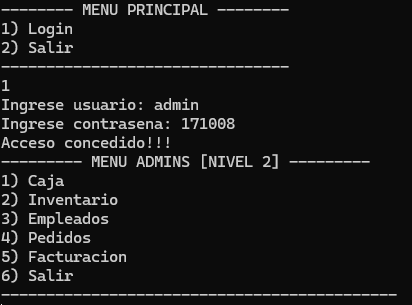 -------- MENU PRINCIPAL --------
1) Login
2) Salir
--------------------------------
1
Ingrese usuario: admin
Ingrese contrasena: 171008
Acceso concedido!!!
--------- MENU ADMINS [NIVEL 2] ---------
1) Caja
2) Inventario
3) Empleados
4) Pedidos
5) Facturacion
6) Salir
--------------------------------------------